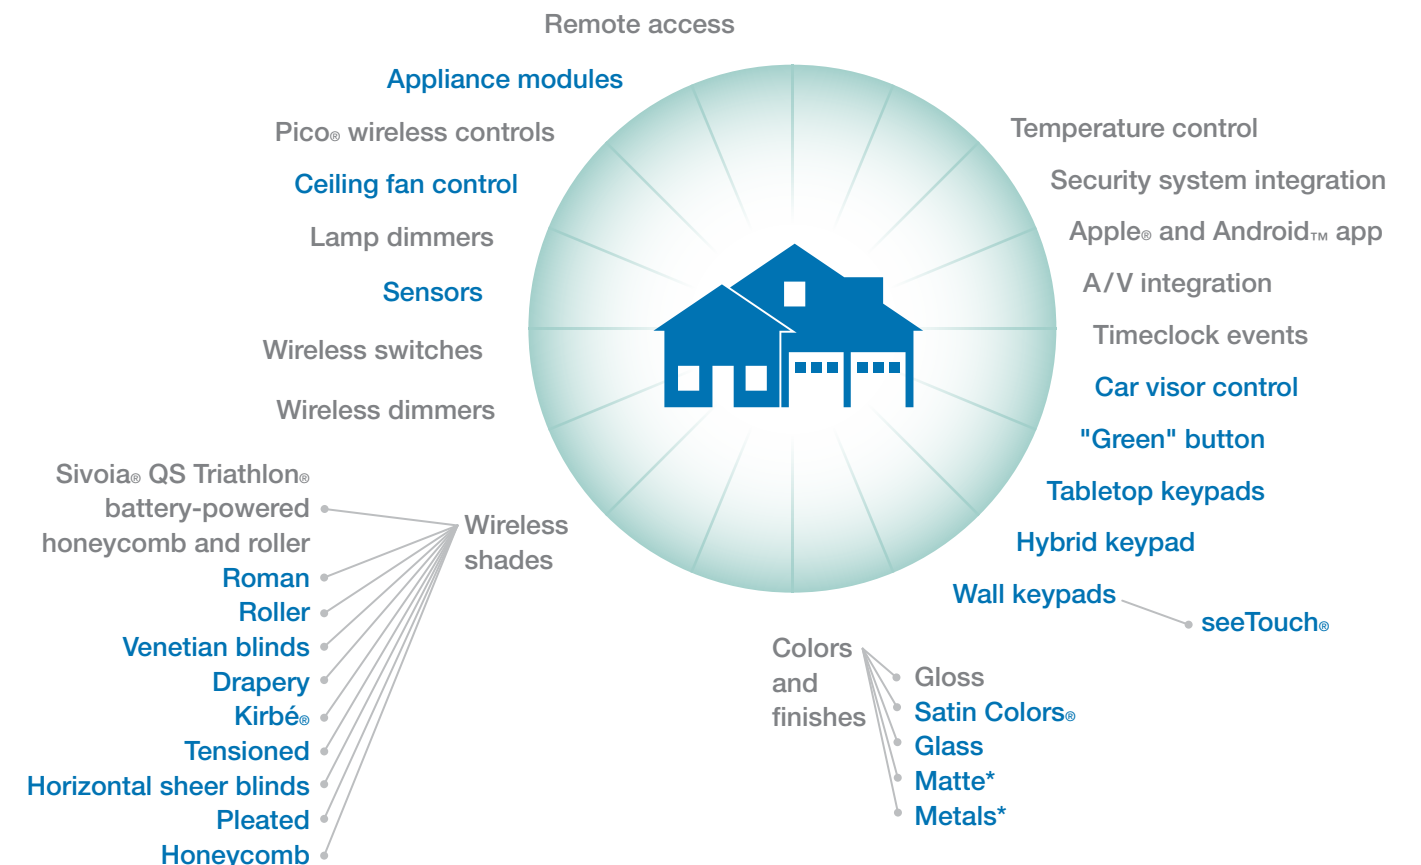 Remote access
Appliance modules
Pico® wireless controls
Ceiling fan control
Lamp dimmers
Sensors
Wireless switches
Wireless dimmers
Sivoia® QS Triathlon®
battery-powered
honeycomb and roller
Roman
Roller
Venetian blinds
Drapery
Kirbé®
Tensioned
Horizontal sheer blinds
Pleated
Honeycomb
Wireless
shades
Temperature control
Security system integration
Apple® and Android™ app
A/V integration
Timeclock events
Car visor control
"Green" button
Tabletop keypads
Hybrid keypad
Wall keypads
seeTouch®
Colors
and
finishes
Gloss
Satin Colors®
Glass
Matte*
Metals*